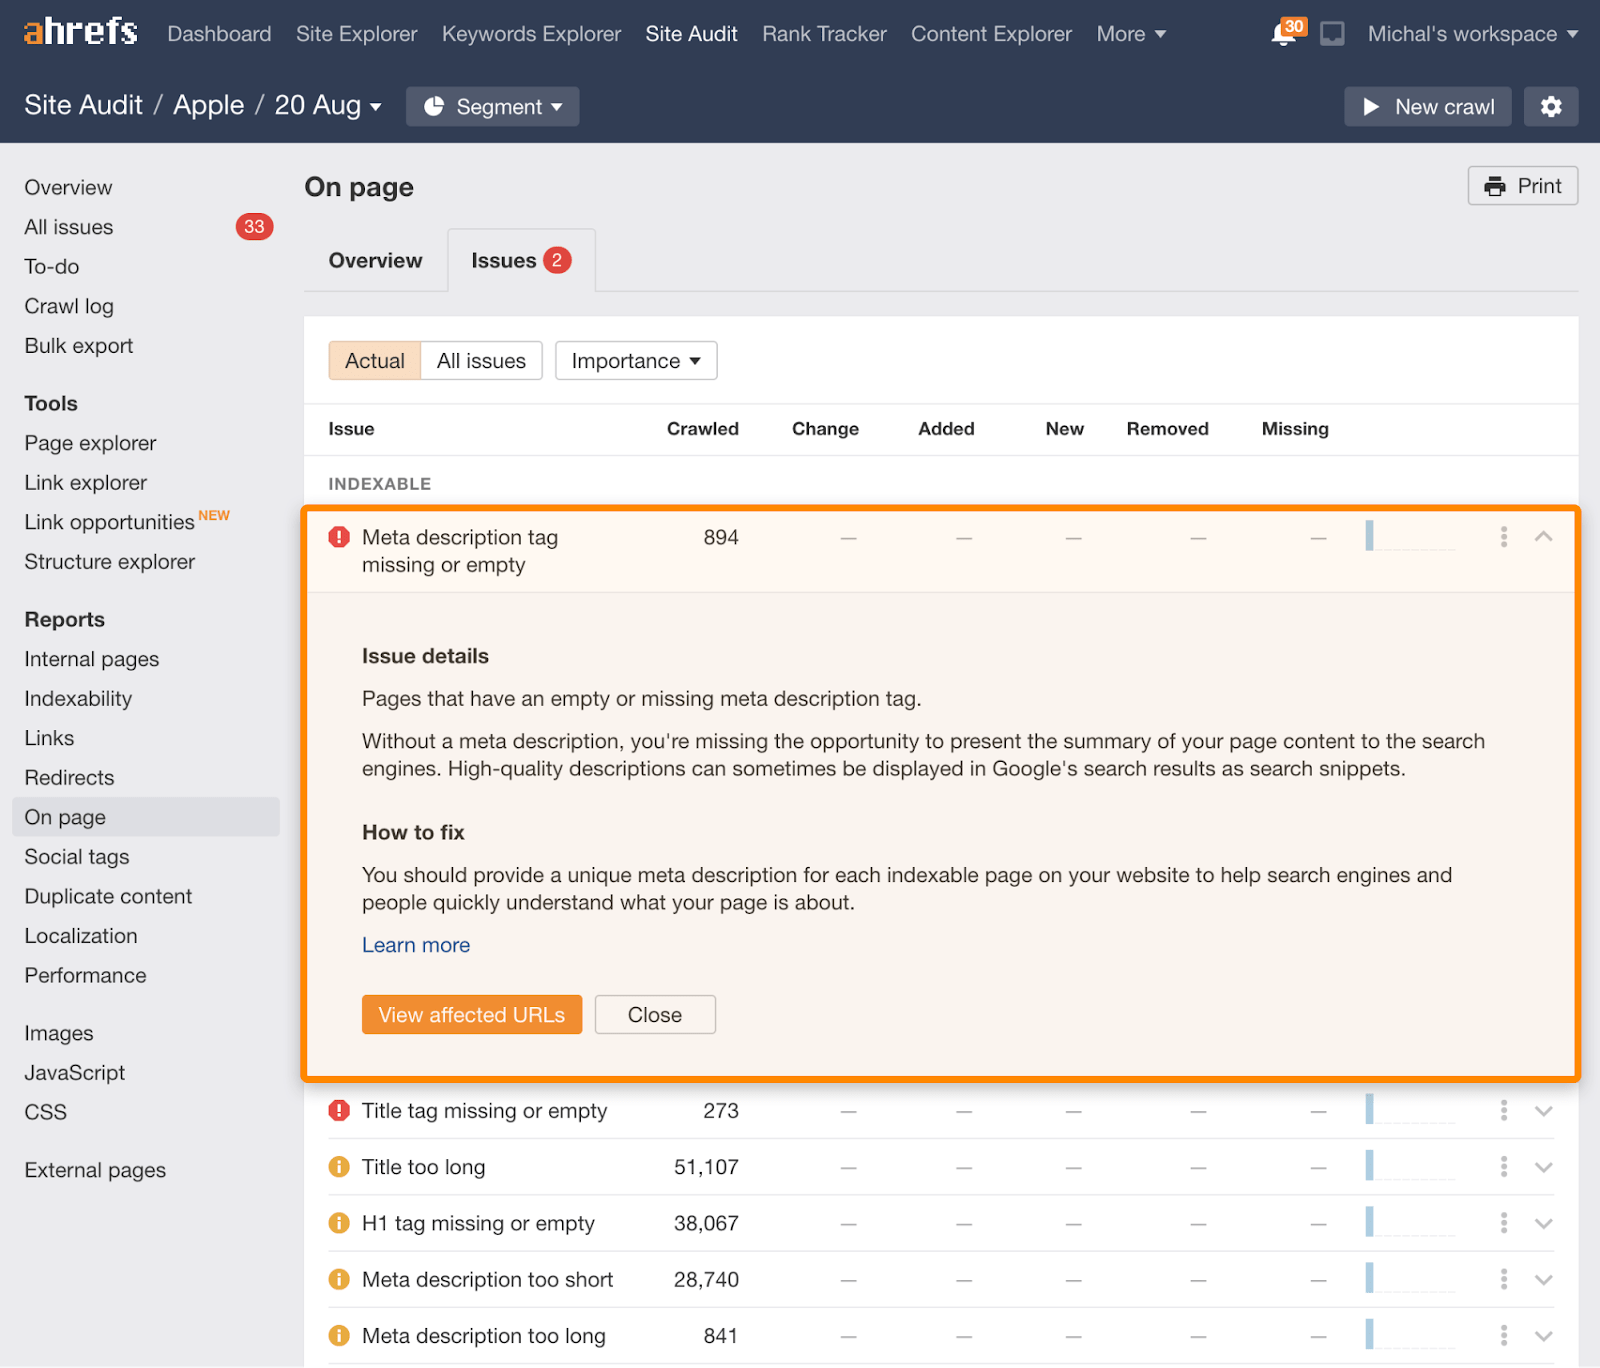 ahrefs Dashboard Site Explorer Keywords Explorer Site Audit Rank Tracker Content Explorer More 30 Michal's workspace
Site Audit / Apple / 20 Aug Segment New crawl
Overview
All issues 33
To-do
Crawl log
Bulk export
Tools
Page explorer
Link explorer
Link opportunities NEW
Structure explorer
Reports
Internal pages
Indexability
Links
Redirects
On page
Social tags
Duplicate content
Localization
Performance
Images
JavaScript
CSS
External pages
On page Print
Overview Issues 2
Actual All issues Importance
Issue Crawled Change Added New Removed Missing
INDEXABLE
Meta description tag 894 — — — — —
missing or empty
Issue details
Pages that have an empty or missing meta description tag.
Without a meta description, you're missing the opportunity to present the summary of your page content to the search
engines. High-quality descriptions can sometimes be displayed in Google's search results as search snippets.
How to fix
You should provide a unique meta description for each indexable page on your website to help search engines and
people quickly understand what your page is about.
Learn more
View affected URLs Close
Title tag missing or empty 273 — — — — —
Title too long 51,107 — — — — —
H1 tag missing or empty 38,067 — — — — —
Meta description too short 28,740 — — — — —
Meta description too long 841 — — — — —